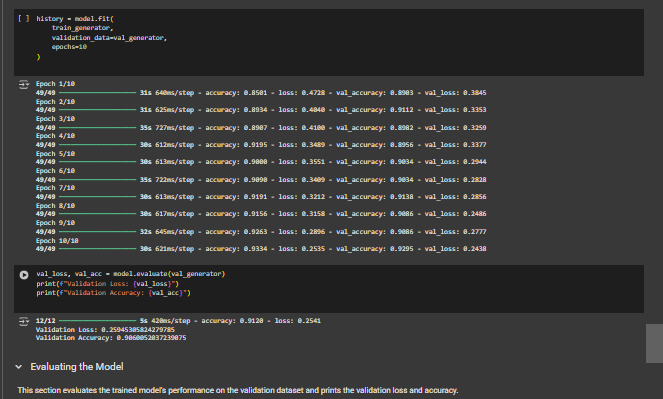 [ ] history = model.fit(
train_generator,
validation_data=val_generator,
epochs=10
)
Epoch 1/10
49/49 ━━━━━━━━━━━━━━━━━━━━ 31s 640ms/step - accuracy: 0.8501 - loss: 0.4728 - val_accuracy: 0.8903 - val_loss: 0.3845
Epoch 2/10
49/49 ━━━━━━━━━━━━━━━━━━━━ 31s 625ms/step - accuracy: 0.8934 - loss: 0.4040 - val_accuracy: 0.9112 - val_loss: 0.3353
Epoch 3/10
49/49 ━━━━━━━━━━━━━━━━━━━━ 35s 727ms/step - accuracy: 0.8907 - loss: 0.4100 - val_accuracy: 0.8982 - val_loss: 0.3259
Epoch 4/10
49/49 ━━━━━━━━━━━━━━━━━━━━ 30s 612ms/step - accuracy: 0.9195 - loss: 0.3489 - val_accuracy: 0.8956 - val_loss: 0.3377
Epoch 5/10
49/49 ━━━━━━━━━━━━━━━━━━━━ 30s 613ms/step - accuracy: 0.9000 - loss: 0.3551 - val_accuracy: 0.9034 - val_loss: 0.2944
Epoch 6/10
49/49 ━━━━━━━━━━━━━━━━━━━━ 35s 722ms/step - accuracy: 0.9090 - loss: 0.3409 - val_accuracy: 0.9034 - val_loss: 0.2828
Epoch 7/10
49/49 ━━━━━━━━━━━━━━━━━━━━ 30s 613ms/step - accuracy: 0.9191 - loss: 0.3212 - val_accuracy: 0.9138 - val_loss: 0.2856
Epoch 8/10
49/49 ━━━━━━━━━━━━━━━━━━━━ 30s 617ms/step - accuracy: 0.9156 - loss: 0.3158 - val_accuracy: 0.9086 - val_loss: 0.2486
Epoch 9/10
49/49 ━━━━━━━━━━━━━━━━━━━━ 32s 645ms/step - accuracy: 0.9263 - loss: 0.2896 - val_accuracy: 0.9086 - val_loss: 0.2777
Epoch 10/10
49/49 ━━━━━━━━━━━━━━━━━━━━ 30s 621ms/step - accuracy: 0.9334 - loss: 0.2535 - val_accuracy: 0.9295 - val_loss: 0.2438
val_loss, val_acc = model.evaluate(val_generator)
print(f"Validation Loss: {val_loss}")
print(f"Validation Accuracy: {val_acc}")
12/12 ━━━━━━━━━━━━━━━━━━━━ 5s 420ms/step - accuracy: 0.9120 - loss: 0.2541
Validation Loss: 0.25945305824279785
Validation Accuracy: 0.9060052037239075
Evaluating the Model
This section evaluates the trained model's performance on the validation dataset and prints the validation loss and accuracy.